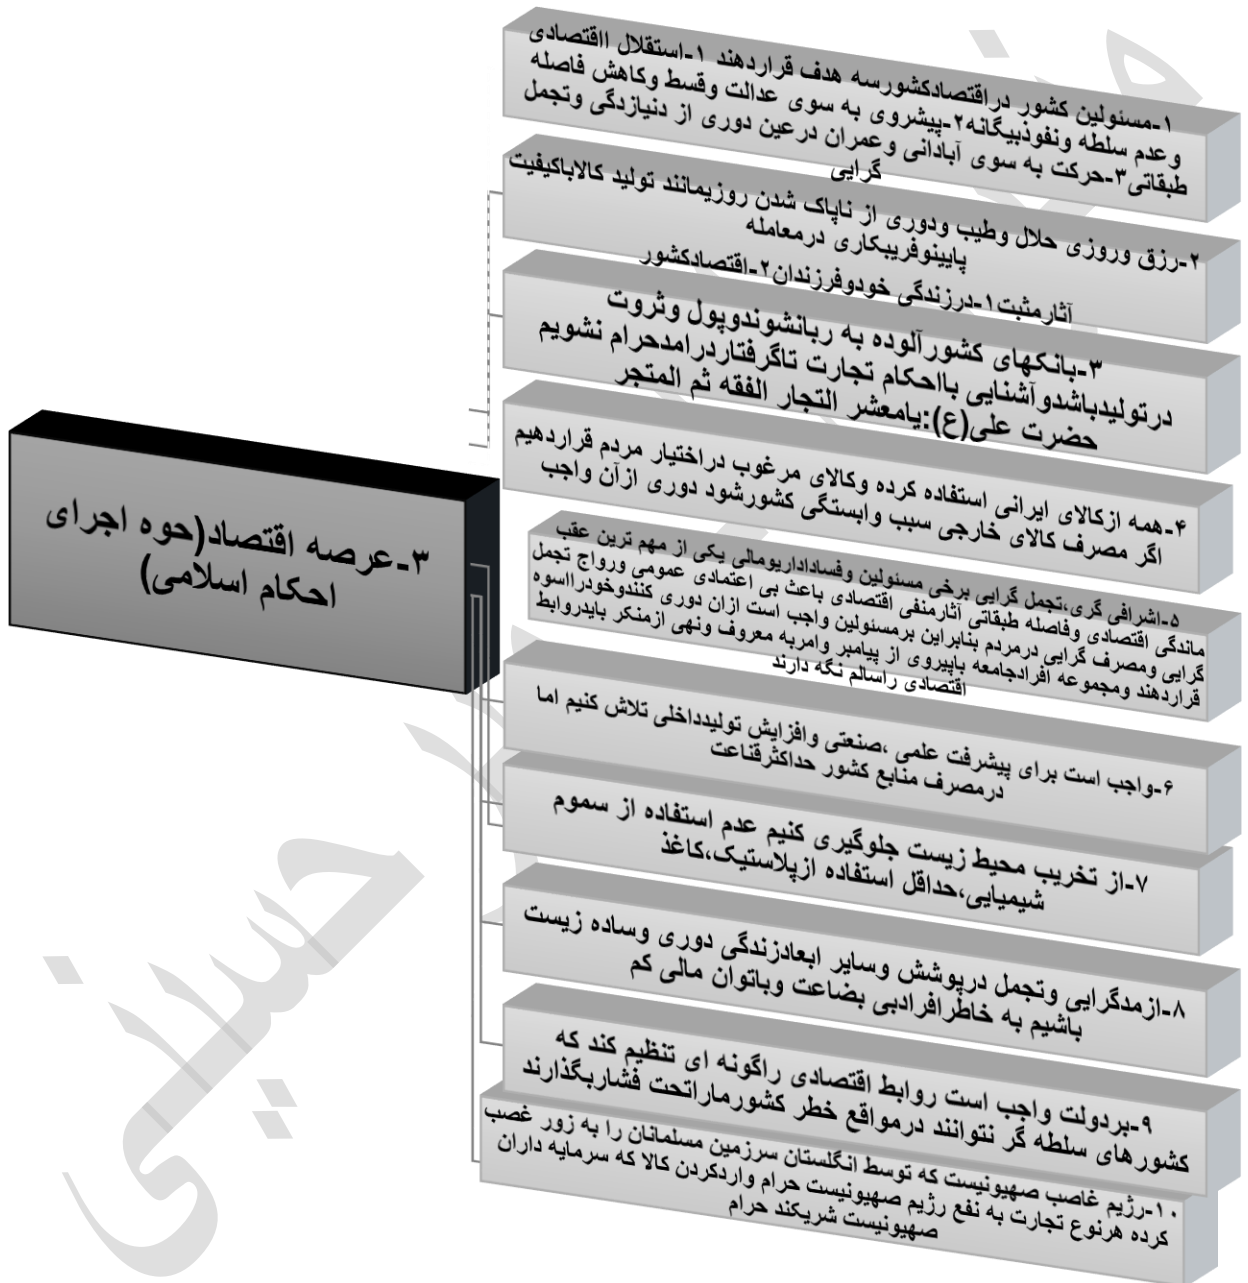 ۱-مسئولین کشور دراقتصادکشورسه هدف قراردهند ۱-استقلال ااقتصادی
وعدم سلطه ونفوذبیگانه۲-پیشروی به سوی عدالت وقسط وکاهش فاصله
طبقاتی۳-حرکت به سوی آبادانی وعمران درعین دوری از دنیازدگی وتجمل
گرایی
۲-رزق وروزی حلال وطیب ودوری از ناپاک شدن روزیمانند تولید کالاباکیفیت
پایینوفریبکاری درمعامله
آثارمثبت۱-درزندگی خودوفرزندان۲-اقتصادکشور
۳-بانکهای کشورآلوده به ربانشوندوپول وثروت
درتولیدباشدوآشنایی بااحکام تجارت تاگرفتاردرامدحرام نشویم
حضرت علی(ع):یامعشر التجار الفقه ثم المتجر
۳-عرصه اقتصاد(حوه اجرای
احکام اسلامی)
۴-همه ازکالای ایرانی استفاده کرده وکالای مرغوب دراختیار مردم قراردهیم
اگر مصرف کالای خارجی سبب وابستگی کشورشود دوری ازآن واجب
۵-اشرافی گری،تجمل گرایی برخی مسئولین وفساداداریومالی یکی از مهم ترین عقب
ماندگی اقتصادی وفاصله طبقاتی آثارمنفی اقتصادی باعث بی اعتمادی عمومی ورواج تجمل
گرایی ومصرف گرایی درمردم بنابراین برمسئولین واجب است ازان دوری کنندوخودرااسوه
قراردهند ومجموعه افرادجامعه باپیروی از پیامبر وامربه معروف ونهی ازمنکر بایدروابط
اقتصادی راسالم نگه دارند
۶-واجب است برای پیشرفت علمی ،صنعتی وافزایش تولیدداخلی تلاش کنیم اما
درمصرف منابع کشور حداکثرقناعت
۷-از تخریب محیط زیست جلوگیری کنیم عدم استفاده از سموم
شیمیایی،حداقل استفاده ازپلاستیک،کاغذ
۸-ازمدگرایی وتجمل درپوشش وسایر ابعادزندگی دوری وساده زیست
باشیم به خاطرافرادبی بضاعت وباتوان مالی کم
۹-بردولت واجب است روابط اقتصادی راگونه ای تنظیم کند که
کشورهای سلطه گر نتوانند درمواقع خطر کشورماراتحت فشاربگذارند
۱۰-رژیم غاصب صهیونیست که توسط انگلستان سرزمین مسلمانان را به زور غصب
کرده هرنوع تجارت به نفع رژیم صهیونیست حرام واردکردن کالا که سرمایه داران
صهیونیست شریکند حرام
حسینی